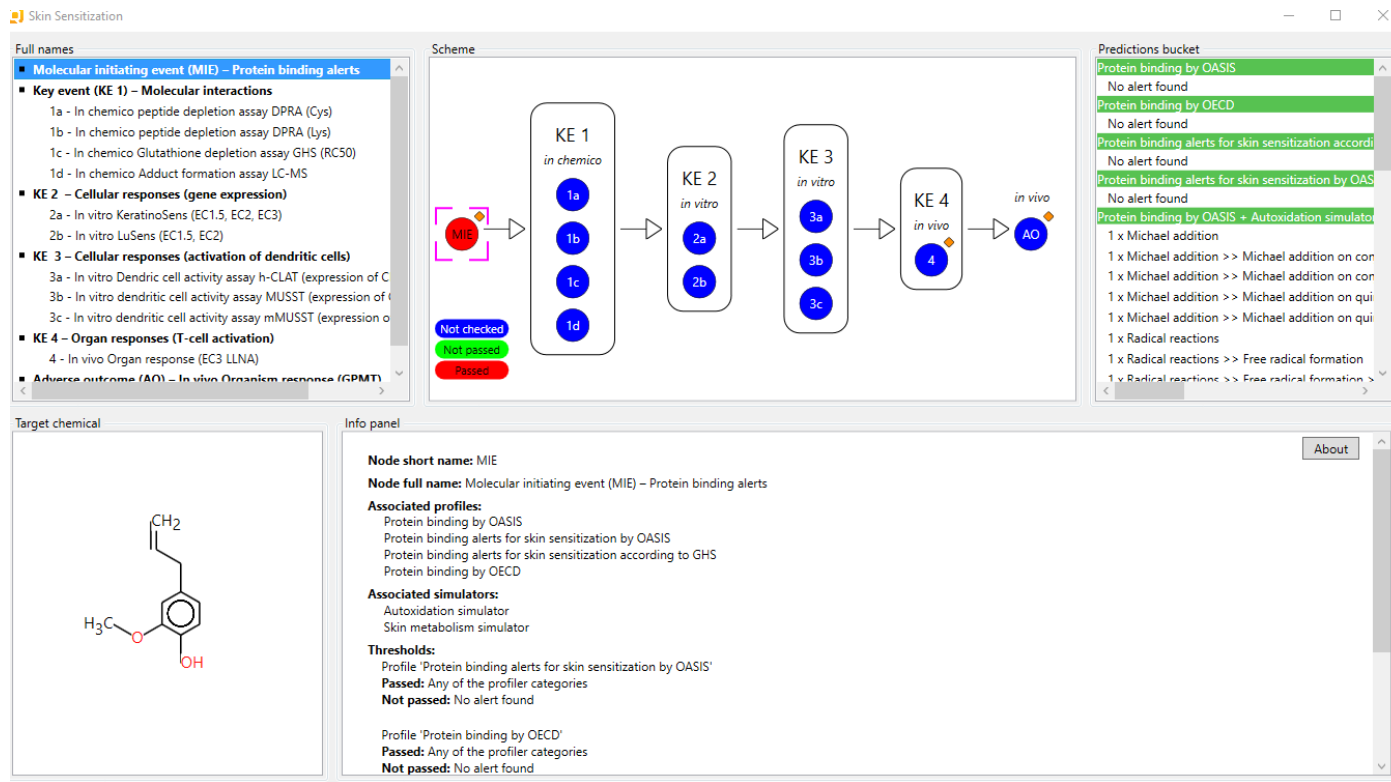 Skin Sensitization
Full names
Molecular initiating event (MIE) – Protein binding alerts
Key event (KE 1) – Molecular interactions
1a - In chemico peptide depletion assay DPRA (Cys)
1b - In chemico peptide depletion assay DPRA (Lys)
1c - In chemico Glutathione depletion assay GHS (RC50)
1d - In chemico Adduct formation assay LC-MS
KE 2 – Cellular responses (gene expression)
2a - In vitro KeratinoSens (EC1.5, EC2, EC3)
2b - In vitro LuSens (EC1.5, EC2)
KE 3 – Cellular responses (activation of dendritic cells)
3a - In vitro Dendric cell activity assay h-CLAT (expression of C
3b - In vitro dendritic cell activity assay MUSST (expression of
3c - In vitro dendritic cell activity assay mMUSST (expression o
KE 4 – Organ responses (T-cell activation)
4 - In vivo Organ response (EC3 LLNA)
Adverse outcome (AO) – In vivo Organism response (GPMT)
Scheme
MIE
KE 1
in chemico
1a
1b
1c
1d
KE 2
in vitro
2a
2b
KE 3
in vitro
3a
3b
3c
KE 4
in vivo
4
in vivo
AO
Not checked
Not passed
Passed
Predictions bucket
Protein binding by OASIS
No alert found
Protein binding by OECD
No alert found
Protein binding alerts for skin sensitization accordi
No alert found
Protein binding alerts for skin sensitization by OAS
No alert found
Protein binding by OASIS + Autoxidation simulator
1 x Michael addition
1 x Michael addition >> Michael addition on con
1 x Michael addition >> Michael addition on con
1 x Michael addition >> Michael addition on qui
1 x Michael addition >> Michael addition on qui
1 x Radical reactions
1 x Radical reactions >> Free radical formation
1 x Radical reactions >> Free radical formation >
Target chemical
CH2
H3C
O
OH
Info panel
About
Node short name: MIE
Node full name: Molecular initiating event (MIE) – Protein binding alerts
Associated profiles:
Protein binding by OASIS
Protein binding alerts for skin sensitization by OASIS
Protein binding alerts for skin sensitization according to GHS
Protein binding by OECD
Associated simulators:
Autoxidation simulator
Skin metabolism simulator
Thresholds:
Profile 'Protein binding alerts for skin sensitization by OASIS'
Passed: Any of the profiler categories
Not passed: No alert found
Profile 'Protein binding by OECD'
Passed: Any of the profiler categories
Not passed: No alert found